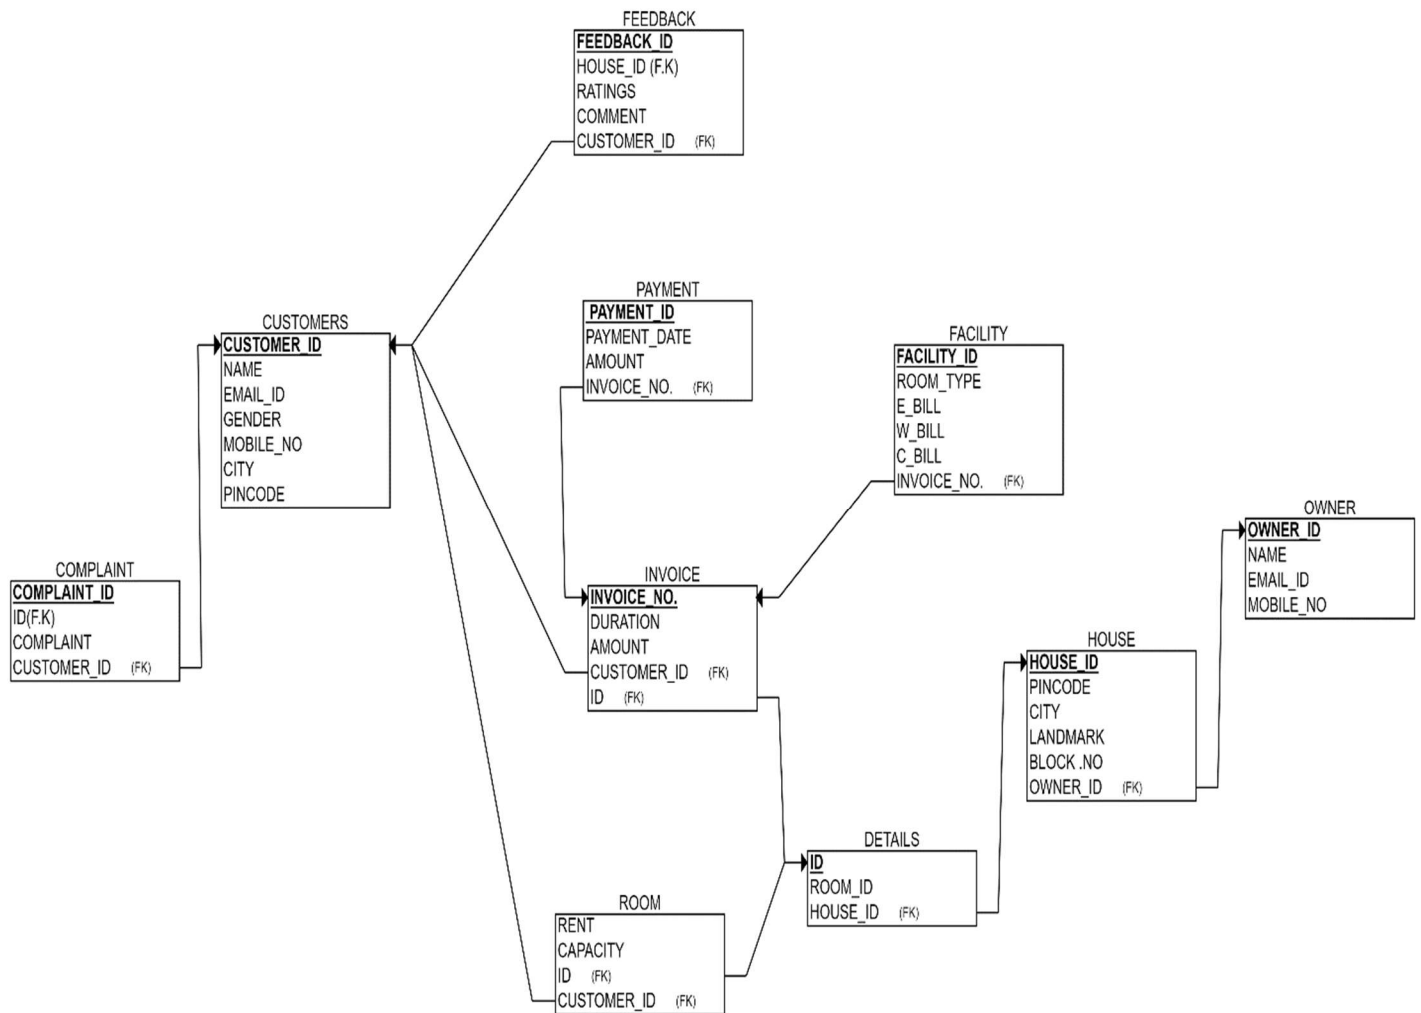 FEEDBACK
FEEDBACK_ID
HOUSE_ID (F.K)
RATINGS
COMMENT
CUSTOMER_ID (FK)
PAYMENT
PAYMENT_ID
PAYMENT_DATE
AMOUNT
INVOICE_NO. (FK)
CUSTOMERS
CUSTOMER_ID
NAME
EMAIL_ID
GENDER
MOBILE_NO
CITY
PINCODE
FACILITY
FACILITY_ID
ROOM_TYPE
E_BILL
W_BILL
C_BILL
INVOICE_NO. (FK)
OWNER
OWNER_ID
NAME
EMAIL_ID
MOBILE_NO
COMPLAINT
COMPLAINT_ID
ID(F.K)
COMPLAINT
CUSTOMER_ID (FK)
INVOICE
INVOICE_NO.
DURATION
AMOUNT
CUSTOMER_ID (FK)
ID (FK)
HOUSE
HOUSE_ID
PINCODE
CITY
LANDMARK
BLOCK .NO
OWNER_ID (FK)
DETAILS
ID
ROOM_ID
HOUSE_ID (FK)
ROOM
RENT
CAPACITY
ID (FK)
CUSTOMER_ID (FK)